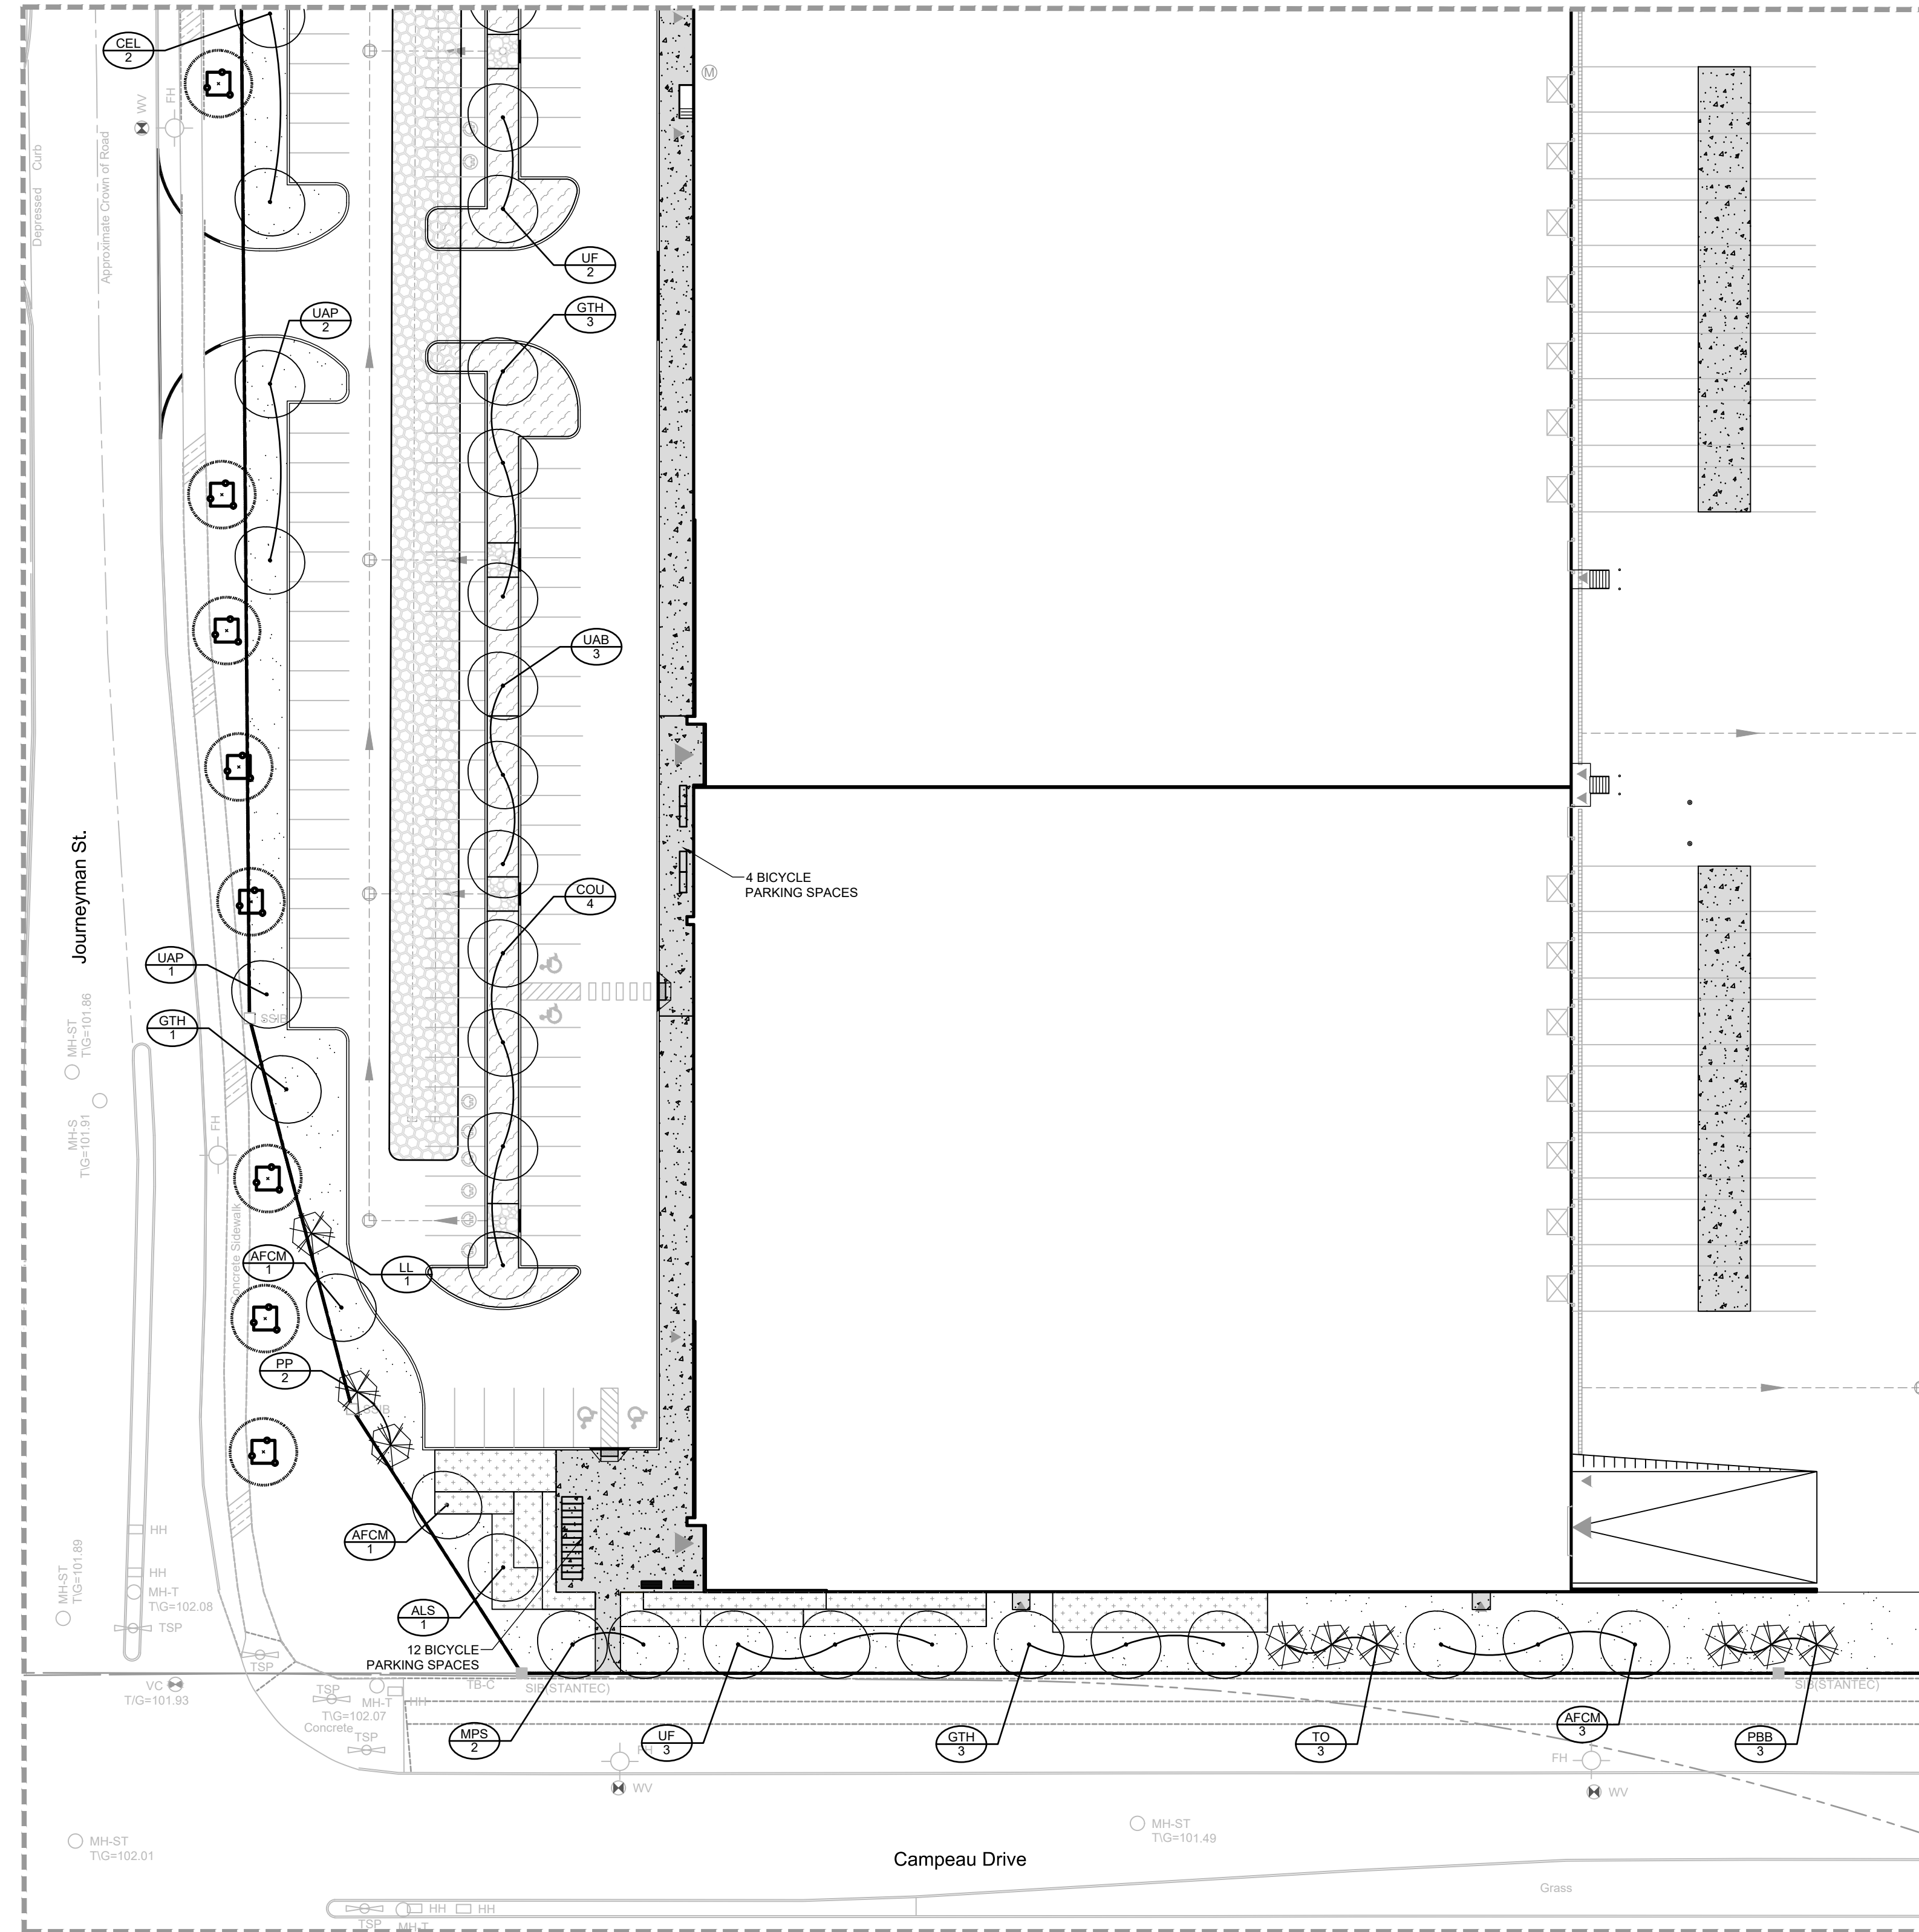 CEL
2
WV
FH
M
Depressed Curb
Approximate Crown of Road
UF
2
UAP
2
GTH
3
UAB
3
Journeyman St.
4 BICYCLE
PARKING SPACES
COU
4
UAP
1
SSIB
GTH
1
MH-ST
T\G=101.86
MH-S
T\G=101.91
FH
Concrete Sidewalk
AFCM
1
LL
1
PP
2
SSIB
HH
HH
MH-T
T\G=102.08
TSP
MH-ST
T\G=101.89
AFCM
1
ALS
1
12 BICYCLE
PARKING SPACES
TSP
VC
T/G=101.93
TSP
MH-T
HH
T\G=102.07
Concrete
TSP
TB-C
SIB(STANTEC)
SIB(STANTEC)
MPS
2
UF
3
GTH
3
TO
3
AFCM
3
PBB
3
FH
WV
FH
WV
MH-ST
T\G=101.49
MH-ST
T\G=102.01
Campeau Drive
Grass
TSP
MH-T
HH
HH